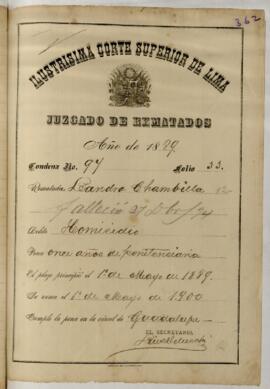 362
ILUSTRISIMA CORTE SUPERIOR DE LIMA
JUZGADO DE REMATADOS
Año de 1889
Condena No. 97 Folio 33.
Rematado, Leandro Chambilla
Falleció 27
Delito Homicidio
Pena once años de penitenciaria
El plazo principió el 1º de Mayo de 1889.
Se vence el 1º de Mayo de 1900
Cumple la pena en la cárcel de Guadalupe
EL SECRETARIO,